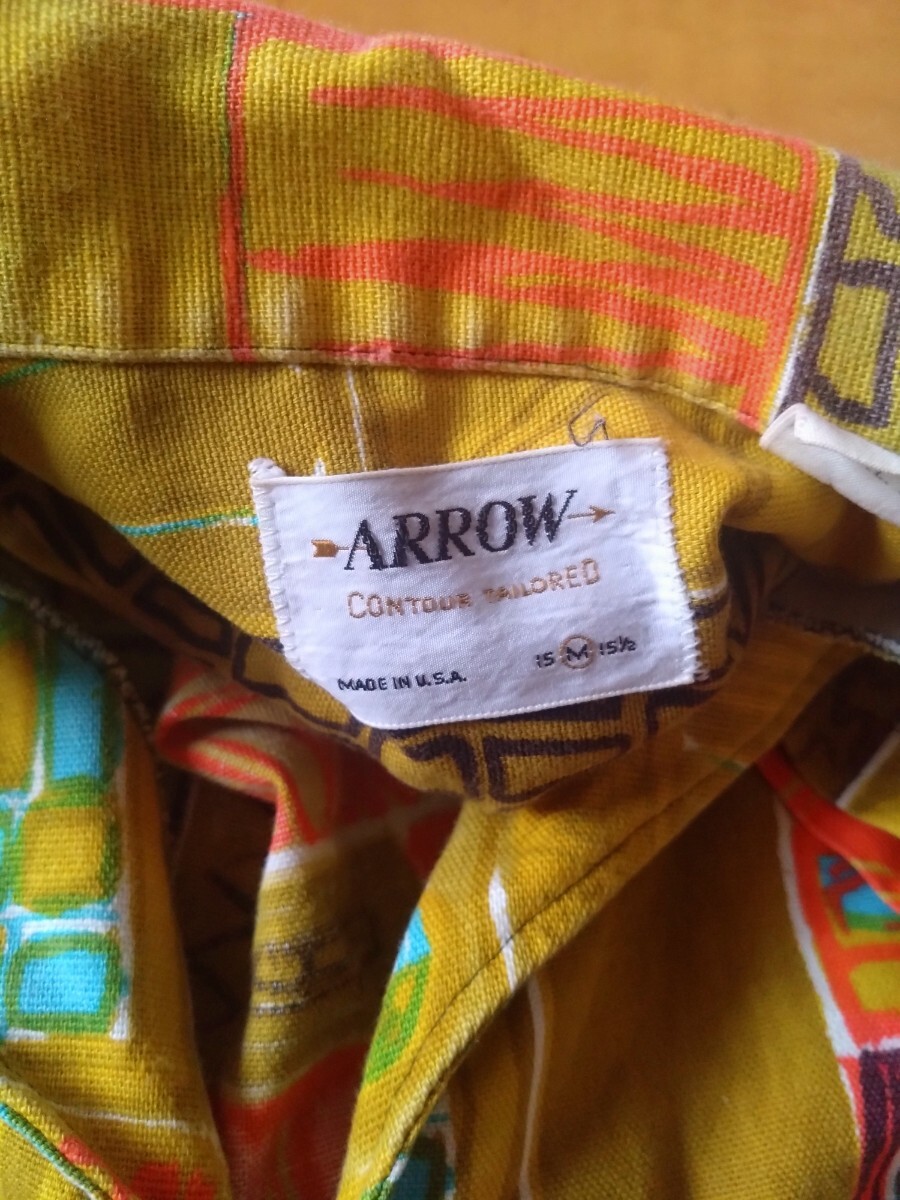 ARROW
CONTOUR TAILORED
MADE IN U.S.A. 15 M 15½